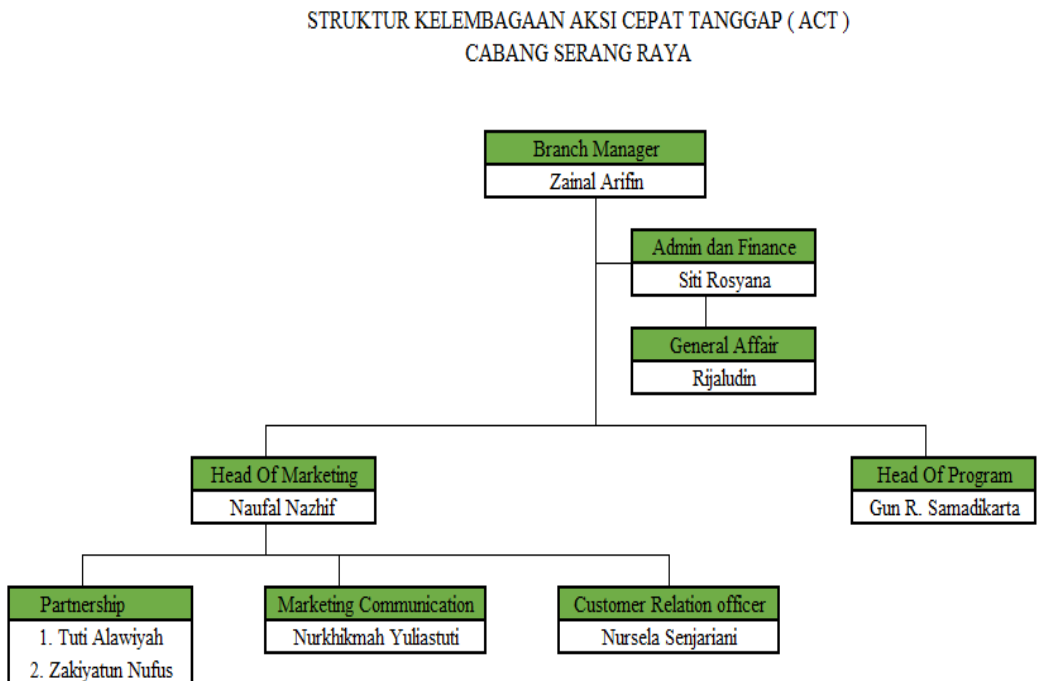 STRUKTUR KELEMBAGAAN AKSI CEPAT TANGGAP ( ACT )
CABANG SERANG RAYA
Branch Manager
Zainal Arifin
Admin dan Finance
Siti Rosyana
General Affair
Rijaludin
Head Of Marketing
Naufal Nazhif
Head Of Program
Gun R. Samadikarta
Partnership
1. Tuti Alawiyah
2. Zakiyatun Nufus
Marketing Communication
Nurkhikmah Yuliastuti
Customer Relation officer
Nursela Senjariani